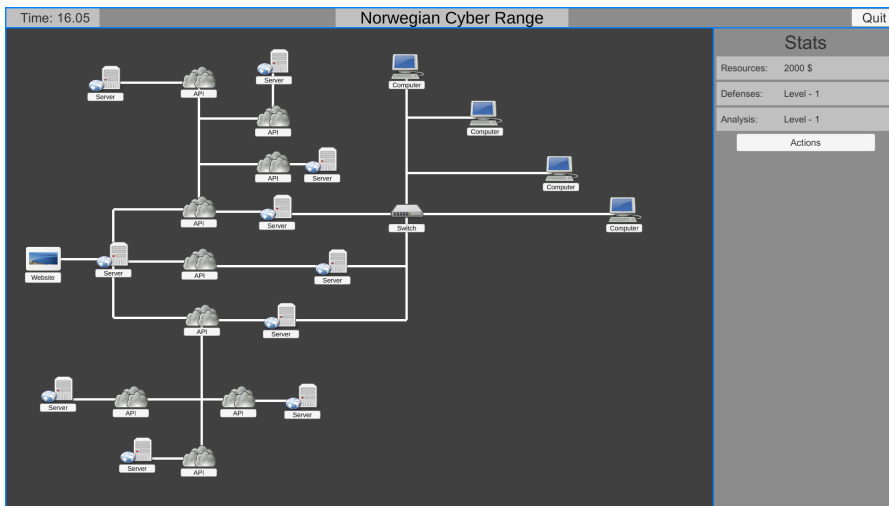 Time: 16.05
Norwegian Cyber Range
Quit
Stats
Resources: 2000 $
Defenses: Level - 1
Analysis: Level - 1
Actions
Server
API
Server
Computer
API
Computer
API
Server
Computer
API
Server
Switch
Computer
Website
Server
API
Server
API
Server
Server
API
API
Server
Server
API